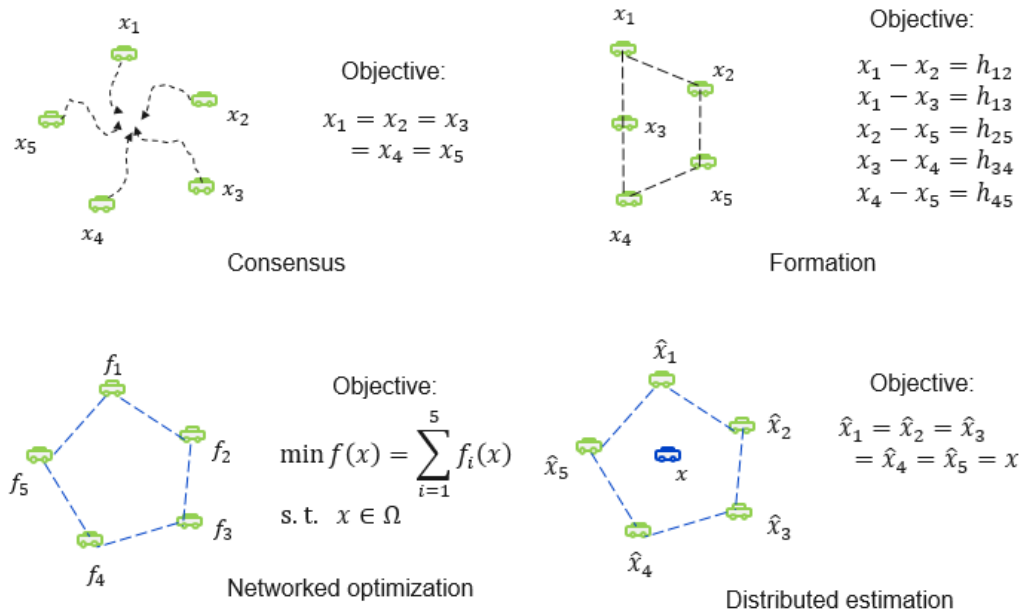 x₁
x₂
x₃
x₄
x₅
Objective:
x₁ = x₂ = x₃
= x₄ = x₅
Consensus
x₁
x₂
x₃
x₄
x₅
Objective:
x₁ − x₂ = h₁₂
x₁ − x₃ = h₁₃
x₂ − x₅ = h₂₅
x₃ − x₄ = h₃₄
x₄ − x₅ = h₄₅
Formation
f₁
f₂
f₃
f₄
f₅
Objective:
min f(x) = ∑ᵢ₌₁⁵ fᵢ(x)
s. t. x ∈ Ω
Networked optimization
x̂₁
x̂₂
x̂₃
x̂₄
x̂₅
x
Objective:
x̂₁ = x̂₂ = x̂₃
= x̂₄ = x̂₅ = x
Distributed estimation